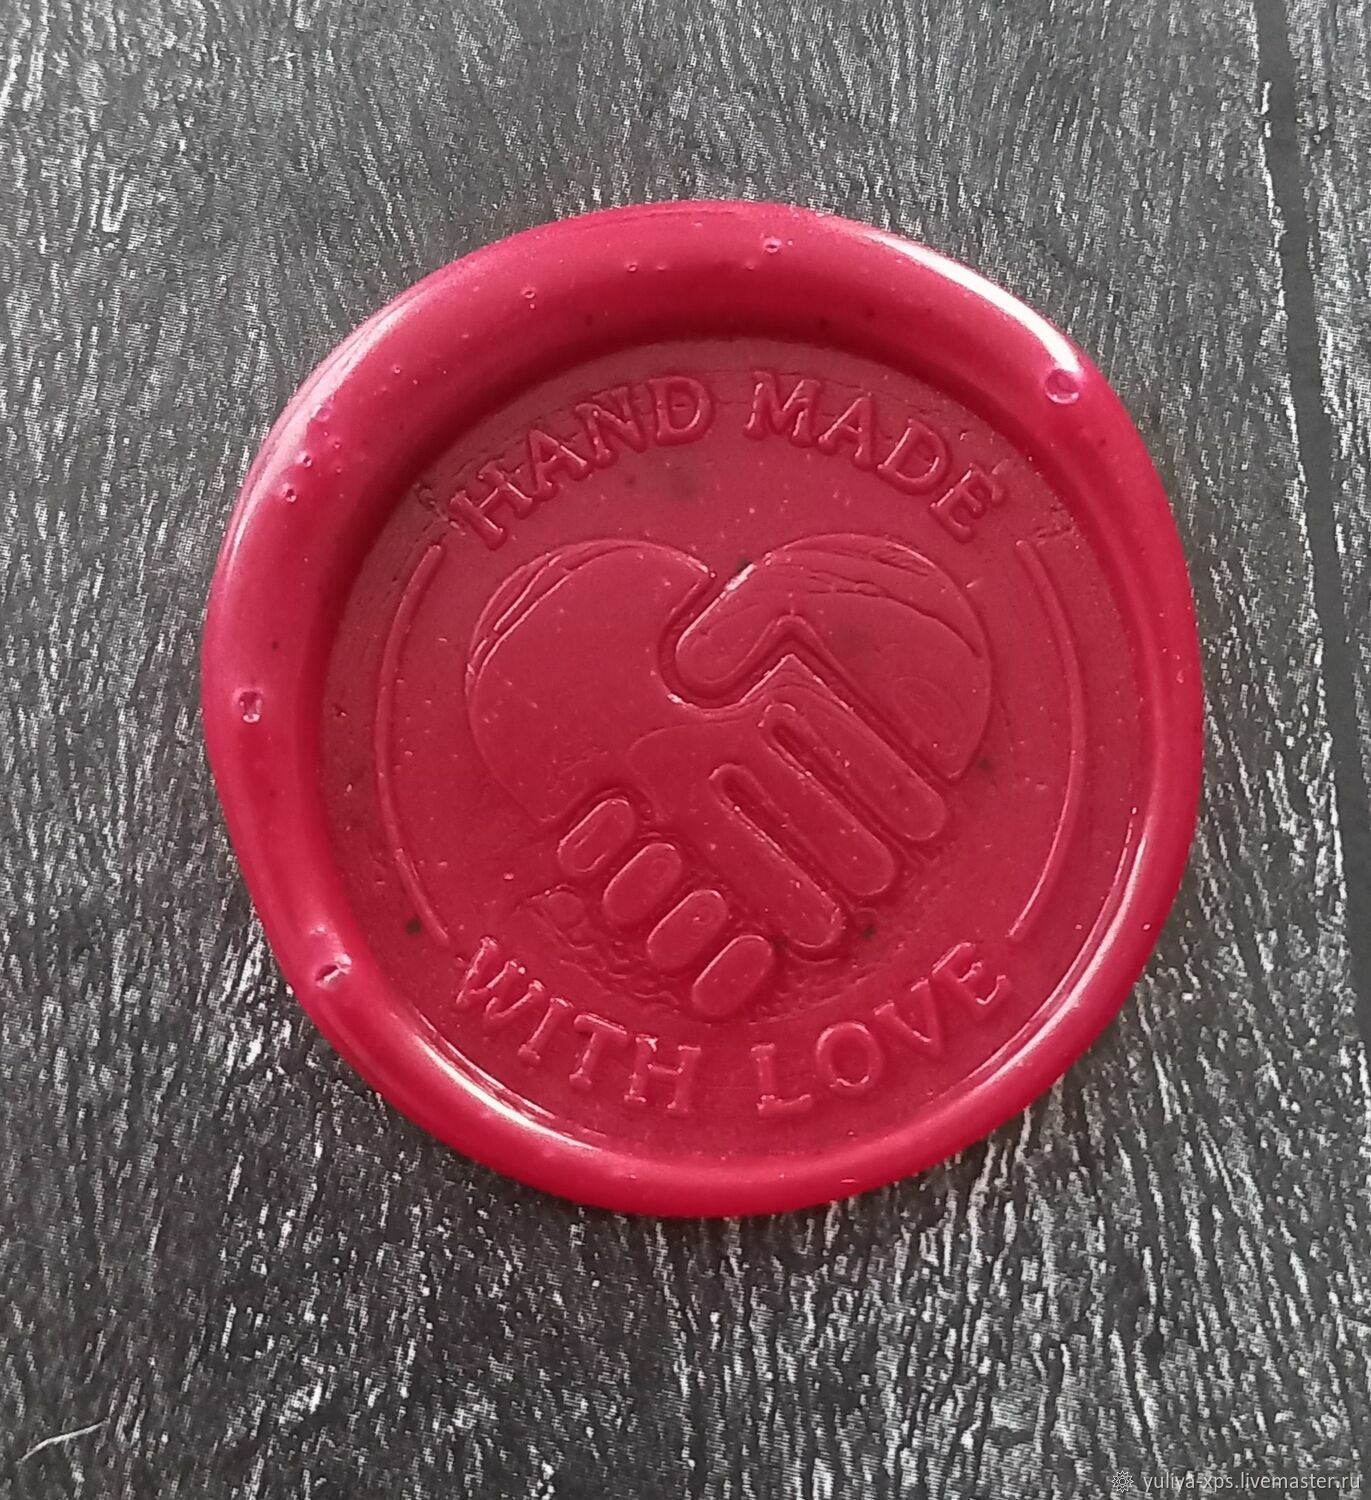 HAND MADE
WITH LOVE
yuliya-xps.livemaster.ru